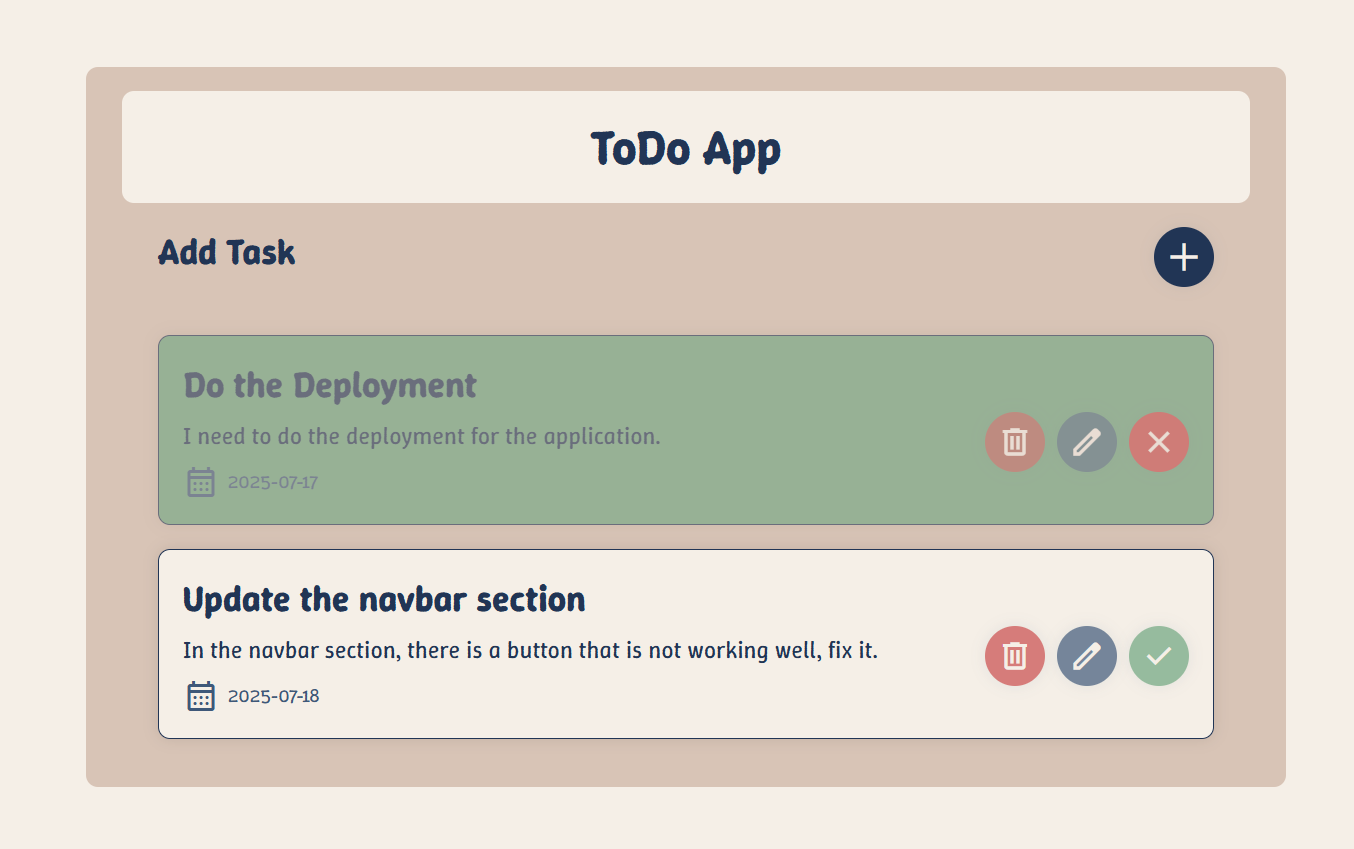 ToDo App
Add Task
Do the Deployment
I need to do the deployment for the application.
2025-07-17
Update the navbar section
In the navbar section, there is a button that is not working well, fix it.
2025-07-18